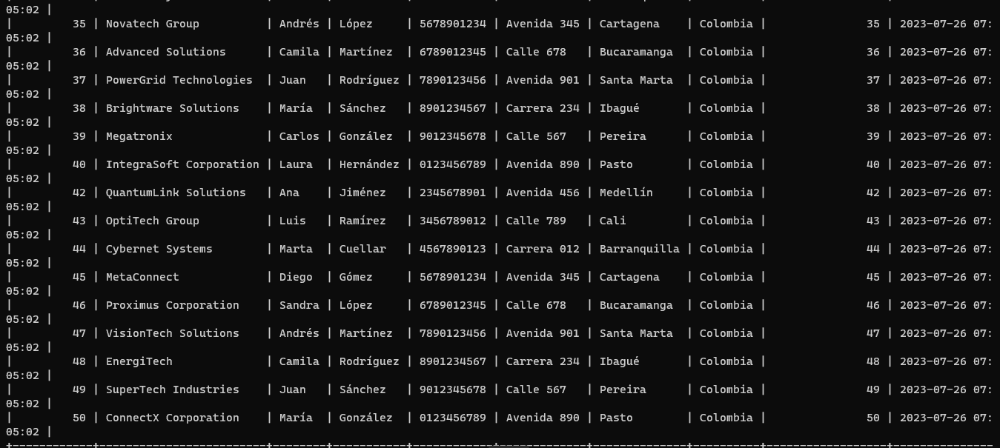 05:02 |
|         35 | Novatech Group          | Andrés | López     | 5678901234 | Avenida 345 | Cartagena    | Colombia |               35 | 2023-07-26 07:
05:02 |
|         36 | Advanced Solutions      | Camila | Martínez  | 6789012345 | Calle 678   | Bucaramanga  | Colombia |               36 | 2023-07-26 07:
05:02 |
|         37 | PowerGrid Technologies  | Juan   | Rodríguez | 7890123456 | Avenida 901 | Santa Marta  | Colombia |               37 | 2023-07-26 07:
05:02 |
|         38 | Brightware Solutions    | María  | Sánchez   | 8901234567 | Carrera 234 | Ibagué       | Colombia |               38 | 2023-07-26 07:
05:02 |
|         39 | Megatronix              | Carlos | González  | 9012345678 | Calle 567   | Pereira      | Colombia |               39 | 2023-07-26 07:
05:02 |
|         40 | IntegraSoft Corporation | Laura  | Hernández | 0123456789 | Avenida 890 | Pasto        | Colombia |               40 | 2023-07-26 07:
05:02 |
|         42 | QuantumLink Solutions   | Ana    | Jiménez   | 2345678901 | Avenida 456 | Medellín     | Colombia |               42 | 2023-07-26 07:
05:02 |
|         43 | OptiTech Group          | Luis   | Ramírez   | 3456789012 | Calle 789   | Cali         | Colombia |               43 | 2023-07-26 07:
05:02 |
|         44 | Cybernet Systems        | Marta  | Cuellar   | 4567890123 | Carrera 012 | Barranquilla | Colombia |               44 | 2023-07-26 07:
05:02 |
|         45 | MetaConnect             | Diego  | Gómez     | 5678901234 | Avenida 345 | Cartagena    | Colombia |               45 | 2023-07-26 07:
05:02 |
|         46 | Proximus Corporation    | Sandra | López     | 6789012345 | Calle 678   | Bucaramanga  | Colombia |               46 | 2023-07-26 07:
05:02 |
|         47 | VisionTech Solutions    | Andrés | Martínez  | 7890123456 | Avenida 901 | Santa Marta  | Colombia |               47 | 2023-07-26 07:
05:02 |
|         48 | EnergiTech              | Camila | Rodríguez | 8901234567 | Carrera 234 | Ibagué       | Colombia |               48 | 2023-07-26 07:
05:02 |
|         49 | SuperTech Industries    | Juan   | Sánchez   | 9012345678 | Calle 567   | Pereira      | Colombia |               49 | 2023-07-26 07:
05:02 |
|         50 | ConnectX Corporation    | María  | González  | 0123456789 | Avenida 890 | Pasto        | Colombia |               50 | 2023-07-26 07:
05:02 |